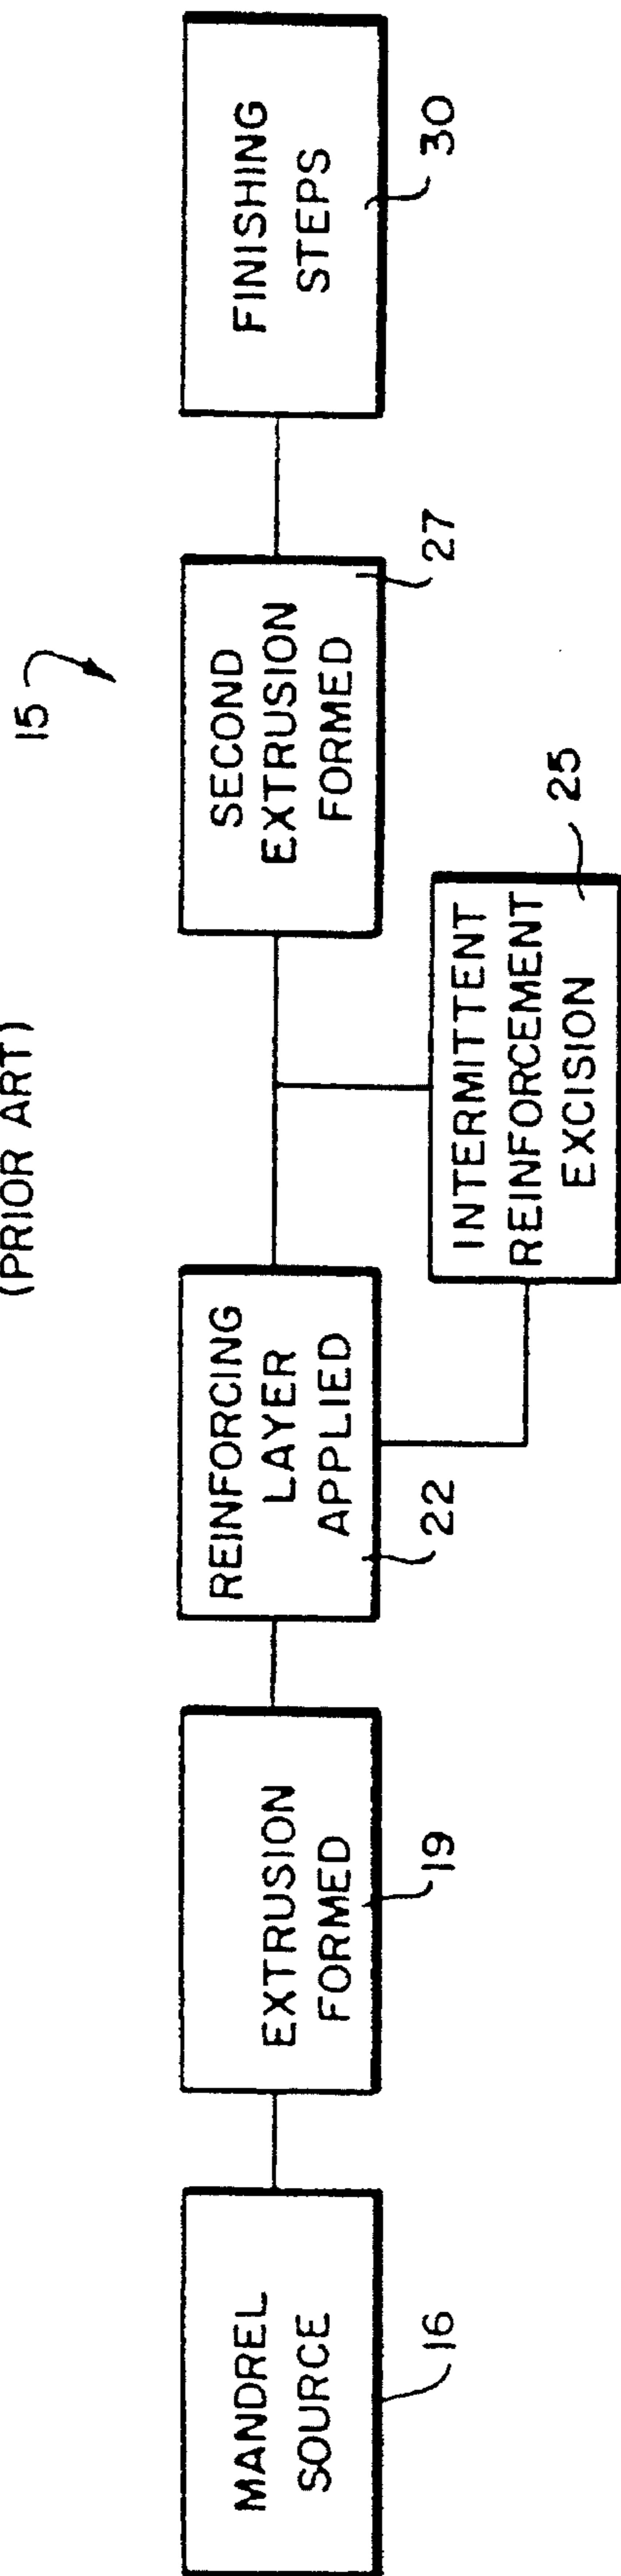 (PRIOR ART)
15
MANDREL
SOURCE
16
EXTRUSION
FORMED
19
REINFORCING
LAYER
APPLIED
22
INTERMITTENT
REINFORCEMENT
EXCISION
25
SECOND
EXTRUSION
FORMED
27
FINISHING
STEPS
30